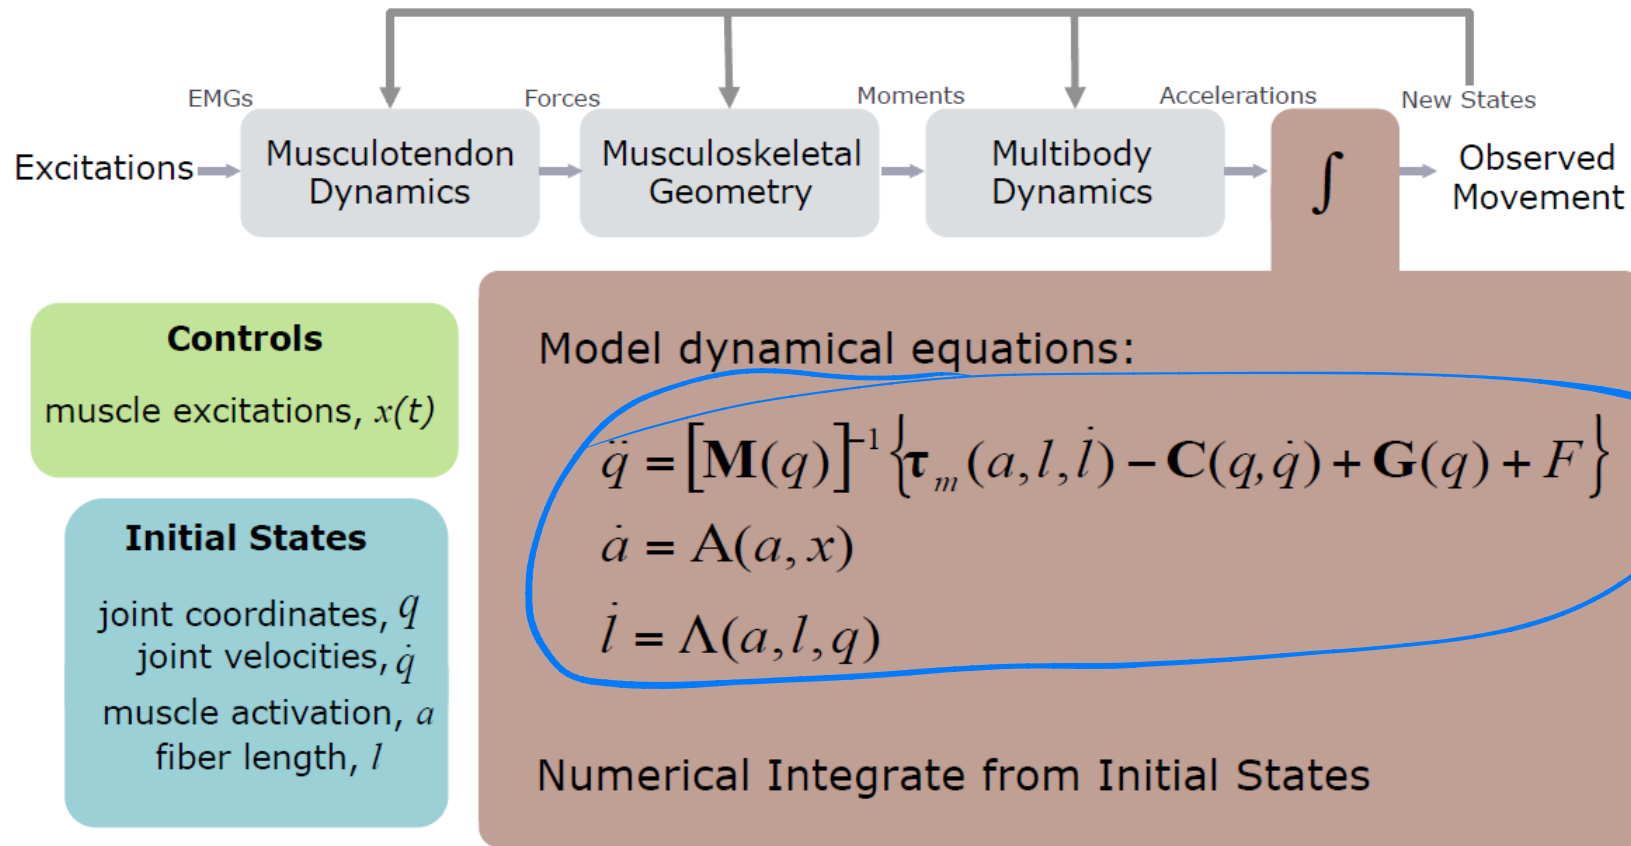 EMGs
Forces
Moments
Accelerations
New States
Excitations
Musculotendon
Dynamics
Musculoskeletal
Geometry
Multibody
Dynamics
∫
Observed
Movement
Controls
muscle excitations, x(t)
Initial States
joint coordinates, q
joint velocities, q̇
muscle activation, a
fiber length, l
Model dynamical equations:
q̈ = [M(q)]⁻¹{τₘ(a, l, l̇) − C(q, q̇) + G(q) + F}
ȧ = A(a, x)
l̇ = Λ(a, l, q)
Numerical Integrate from Initial States